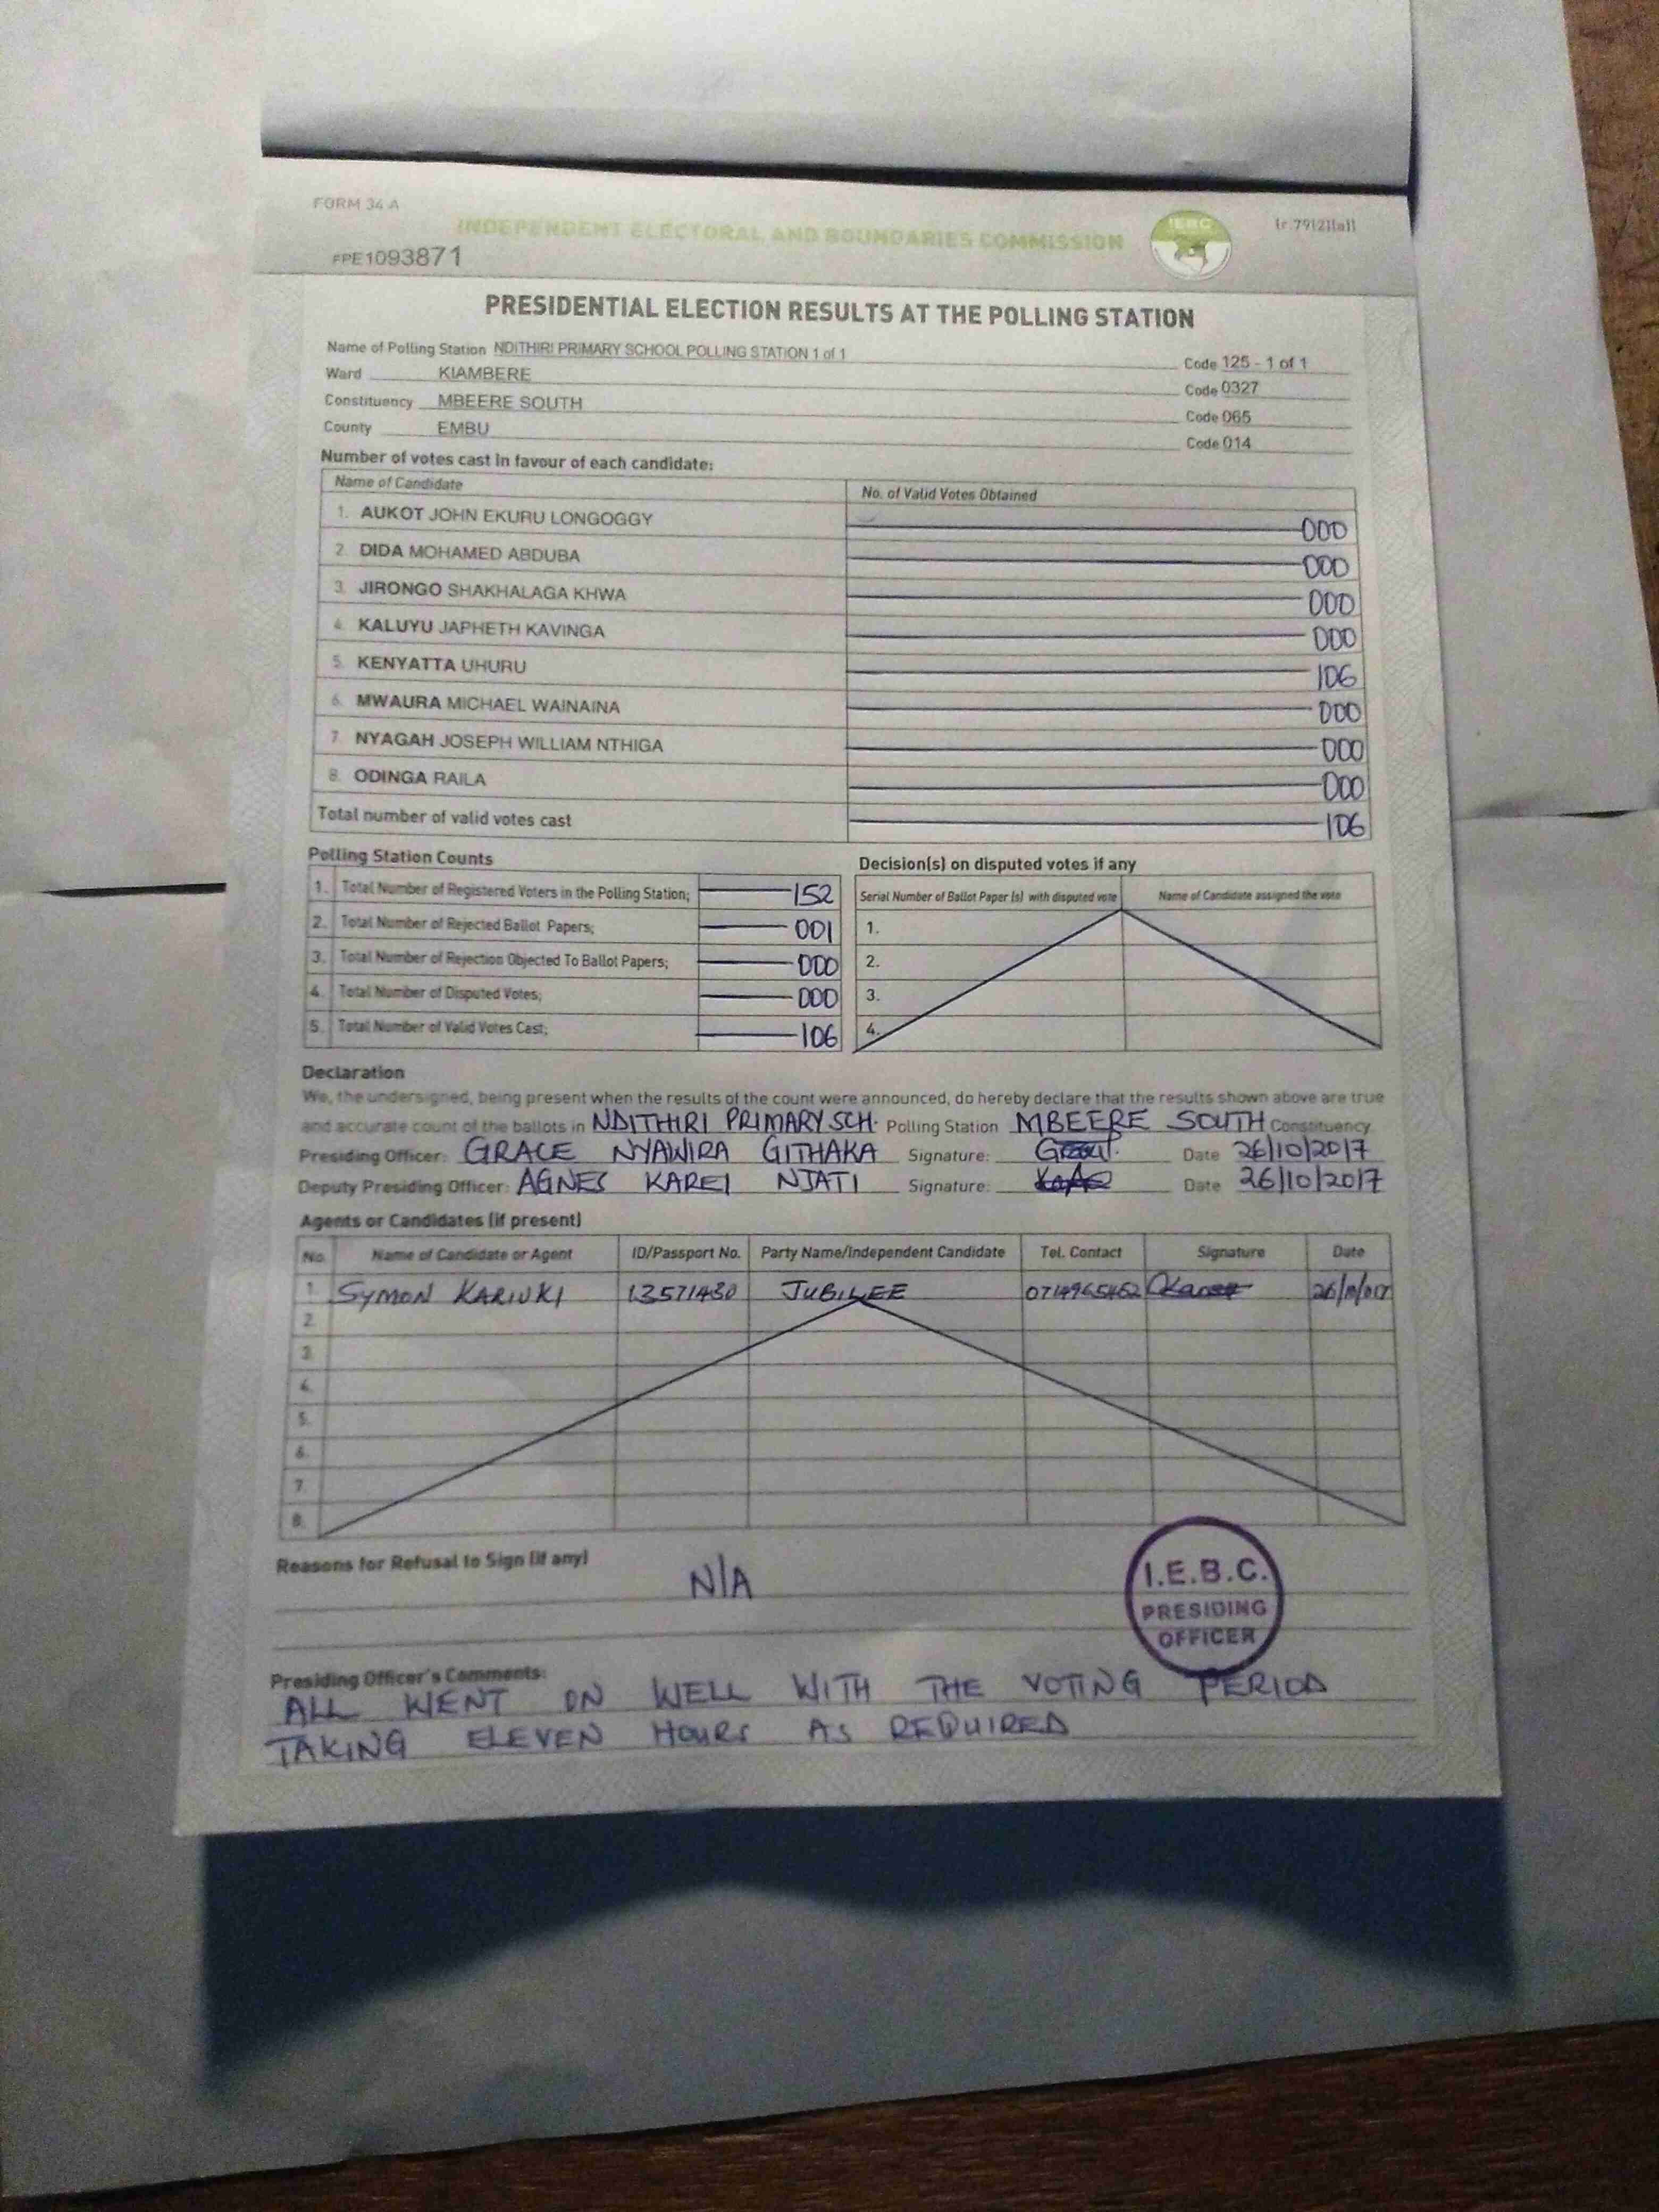 FORM 34 A
INDEPENDENT ELECTORAL AND BOUNDARIES COMMISSION
IEBC
FPE1093871
PRESIDENTIAL ELECTION RESULTS AT THE POLLING STATION
Name of Polling Station NDITHIRI PRIMARY SCHOOL POLLING STATION 1 of 1 Code 125 - 1 of 1
Ward KIAMBERE Code 0327
Constituency MBEERE SOUTH Code 065
County EMBU Code 014
Number of votes cast in favour of each candidate:
Name of Candidate No. of Valid Votes Obtained
1. AUKOT JOHN EKURU LONGOGGY 000
2. DIDA MOHAMED ABDUBA 000
3. JIRONGO SHAKHALAGA KHWA 000
4. KALUYU JAPHETH KAVINGA 000
5. KENYATTA UHURU 106
6. MWAURA MICHAEL WAINAINA 000
7. NYAGAH JOSEPH WILLIAM NTHIGA 000
8. ODINGA RAILA 000
Total number of valid votes cast 106
Polling Station Counts
1. Total Number of Registered Voters in the Polling Station; 152
2. Total Number of Rejected Ballot Papers; 001
3. Total Number of Rejection Objected To Ballot Papers; 000
4. Total Number of Disputed Votes; 000
5. Total Number of Valid Votes Cast; 106
Decision(s) on disputed votes if any
Serial Number of Ballot Paper (s) with disputed vote Name of Candidate assigned the vote
1.
2.
3.
4.
Declaration
We, the undersigned, being present when the results of the count were announced, do hereby declare that the results shown above are true
and accurate count of the ballots in NDITHIRI PRIMARY SCH. Polling Station MBEERE SOUTH Constituency
Presiding Officer: GRACE NYAWIRA GITHAKA Signature: Date 26/10/2017
Deputy Presiding Officer: AGNES KAREI NJATI Signature: Date 26/10/2017
Agents or Candidates (if present)
No. Name of Candidate or Agent ID/Passport No. Party Name/Independent Candidate Tel. Contact Signature Date
1 SYMON KARIUKI 13571430 JUBILEE
2.
3.
4.
5.
6.
7.
8.
Reasons for Refusal to Sign (if any)
N/A
I.E.B.C.
PRESIDING
OFFICER
Presiding Officer's Comments:
ALL WENT ON WELL WITH THE VOTING PERIOD
TAKING ELEVEN HOURS AS REQUIRED